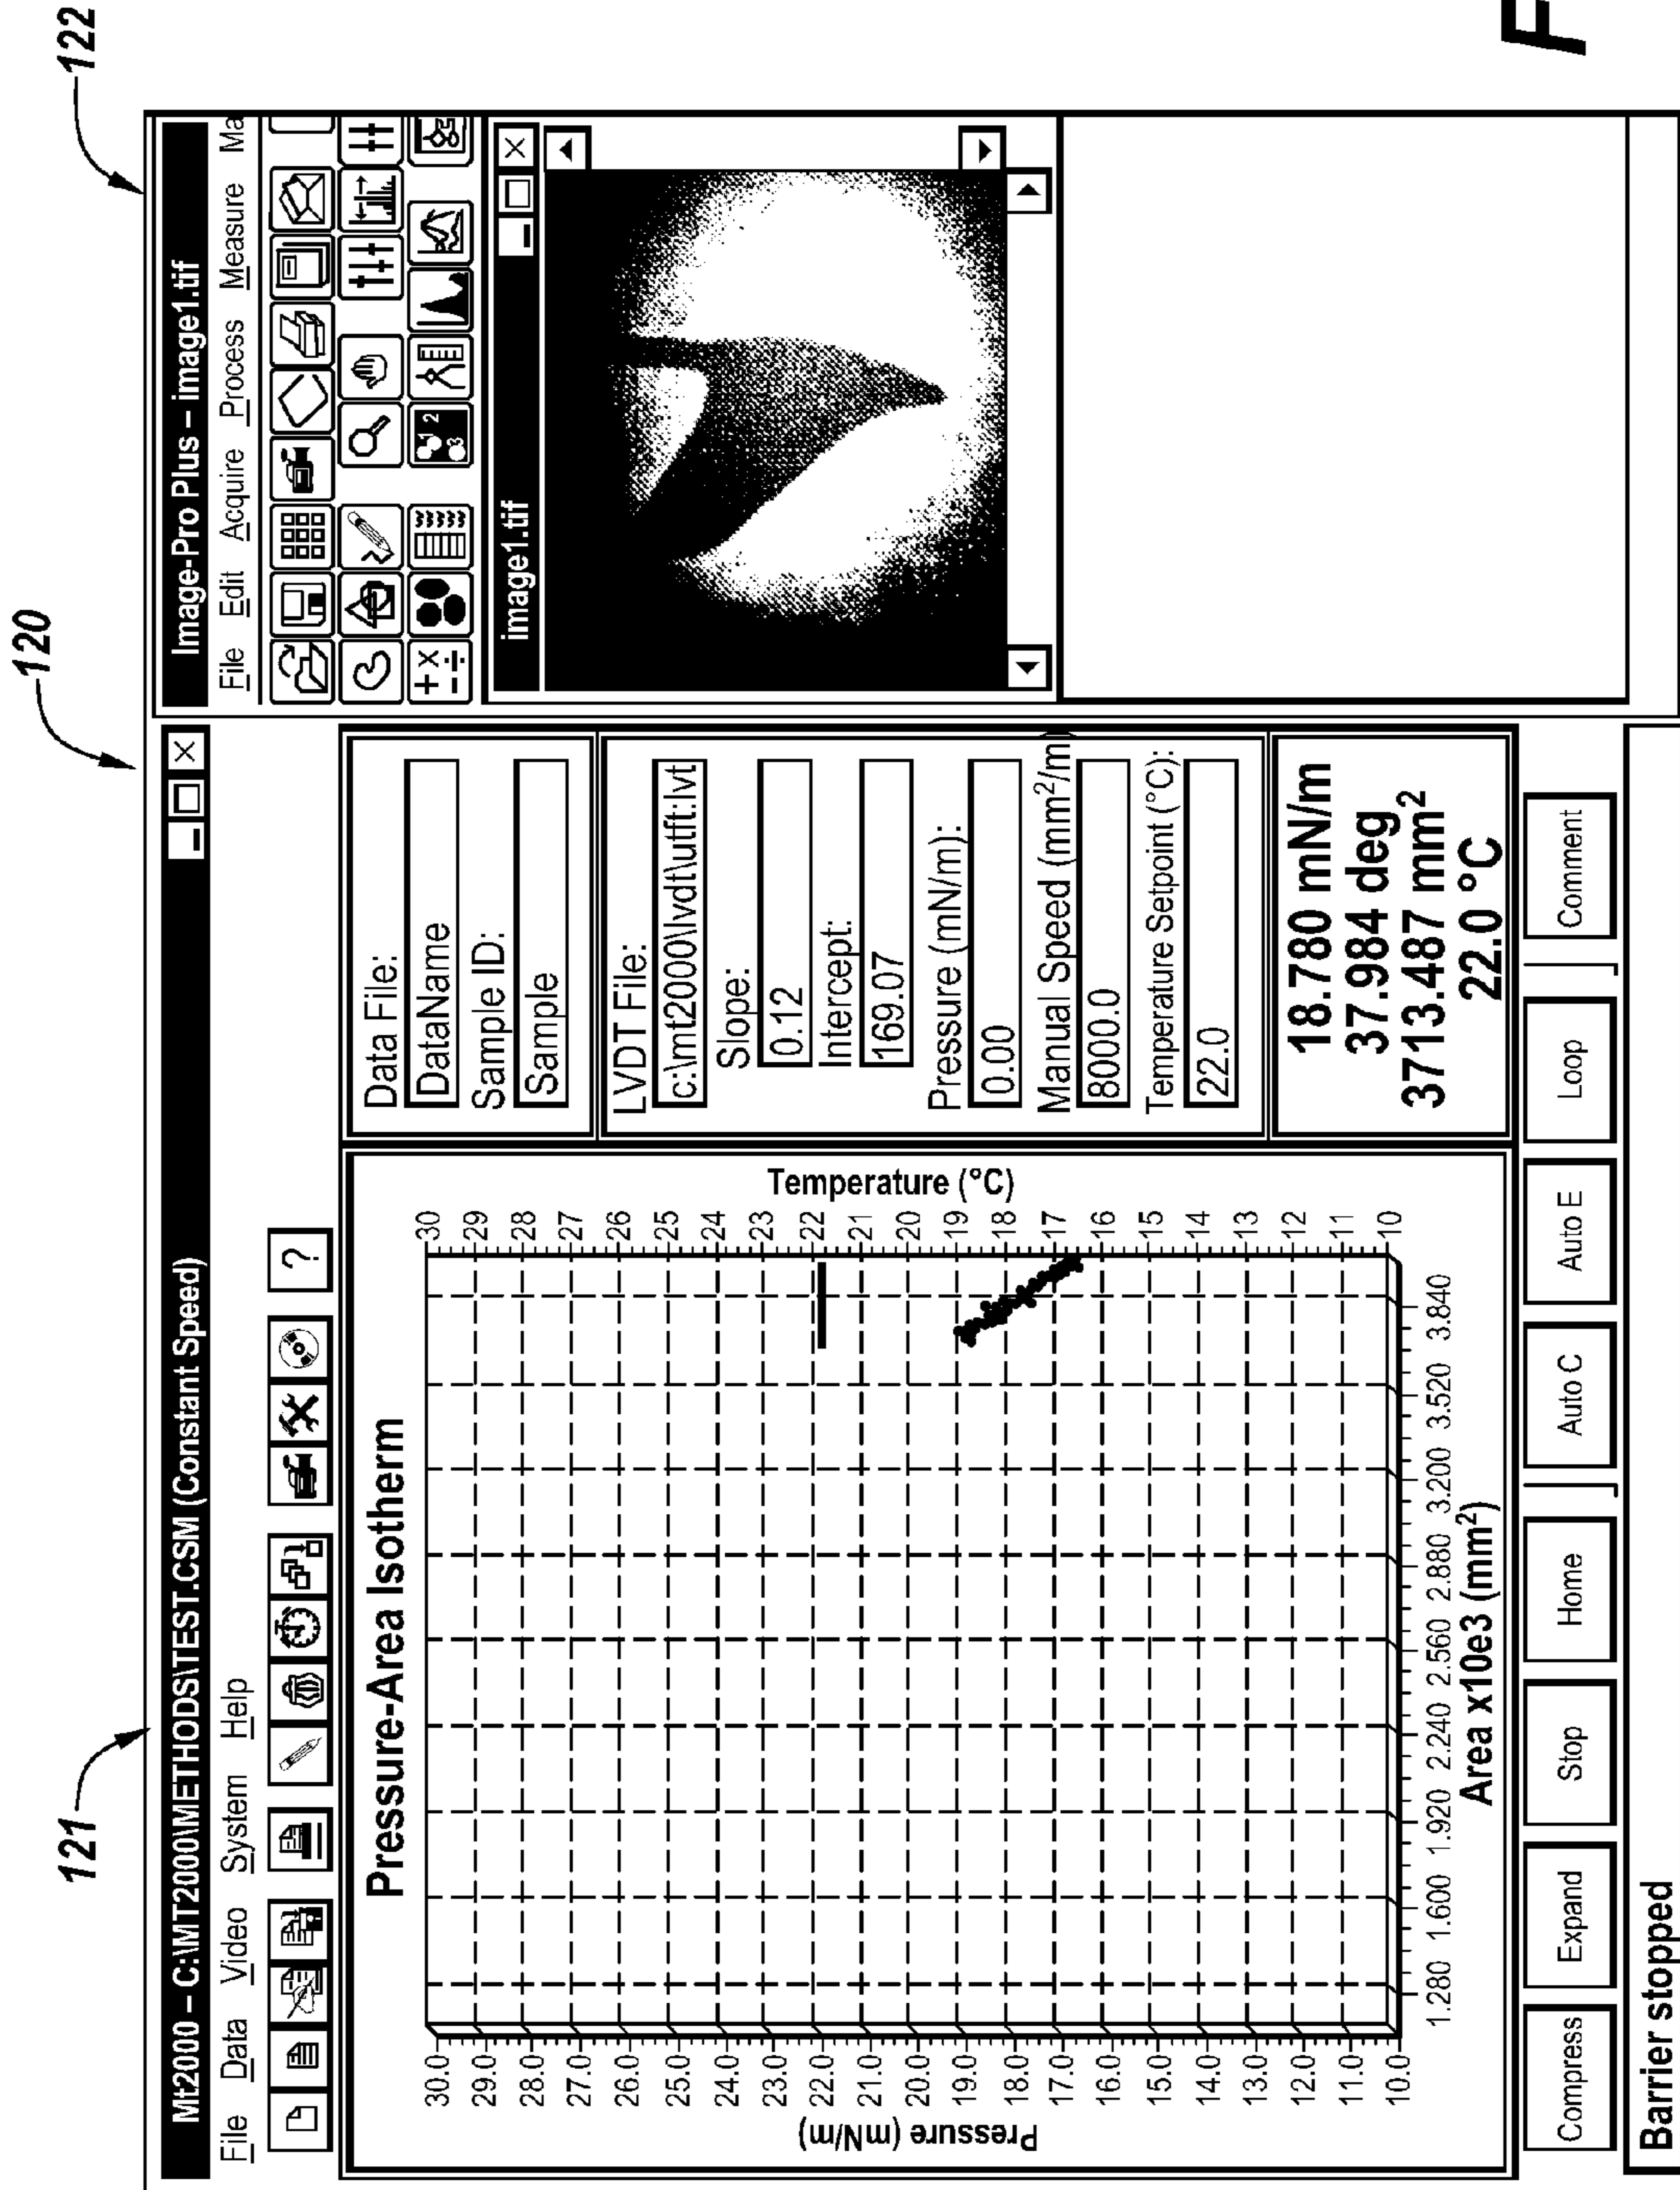 120
121
122
Mt2000 – C:\MT2000\METHODS\TEST.CSM (Constant Speed)
File Data Video System Help
?
Pressure-Area Isotherm
Pressure (mN/m)
30.0
29.0
28.0
27.0
26.0
25.0
24.0
23.0
22.0
21.0
20.0
19.0
18.0
17.0
16.0
15.0
14.0
13.0
12.0
11.0
10.0
Temperature (°C)
30
29
28
27
26
25
24
23
22
21
20
19
18
17
16
15
14
13
12
11
10
1.280 1.600 1.920 2.240 2.560 2.880 3.200 3.520 3.840
Area x10e3 (mm²)
Data File:
DataName
Sample ID:
Sample
LVDT File:
c:\mt2000\lvdt\utft:lvt
Slope:
0.12
Intercept:
169.07
Pressure (mN/m):
0.00
Manual Speed (mm²/m)
8000.0
Temperature Setpoint (°C):
22.0
18.780 mN/m
37.984 deg
3713.487 mm²
22.0 °C
Compress Expand Stop Home Auto C Auto E Loop Comment
Barrier stopped
Image-Pro Plus – image1.tif
File Edit Acquire Process Measure Ma
1 2
3
image1.tif
F